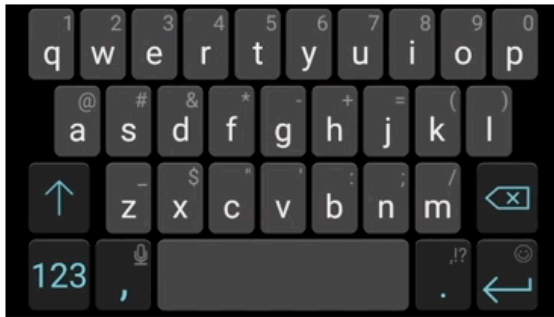 1 2 3 4 5 6 7 8 9 0
q w e r t y u i o p
@ # & * - + = ( )
a s d f g h j k l
_ $ " ' : ; /
z x c v b n m
,!?
123 , .